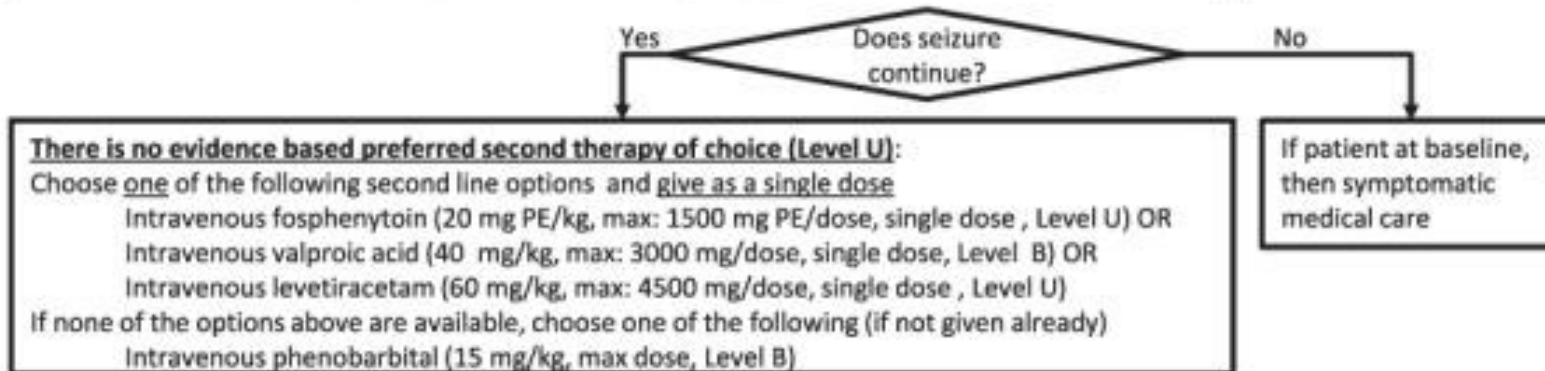 Yes
Does seizure
continue?
No
There is no evidence based preferred second therapy of choice (Level U):
Choose one of the following second line options and give as a single dose
Intravenous fosphenytoin (20 mg PE/kg, max: 1500 mg PE/dose, single dose , Level U) OR
Intravenous valproic acid (40 mg/kg, max: 3000 mg/dose, single dose, Level B) OR
Intravenous levetiracetam (60 mg/kg, max: 4500 mg/dose, single dose , Level U)
If none of the options above are available, choose one of the following (if not given already)
Intravenous phenobarbital (15 mg/kg, max dose, Level B)
If patient at baseline,
then symptomatic
medical care